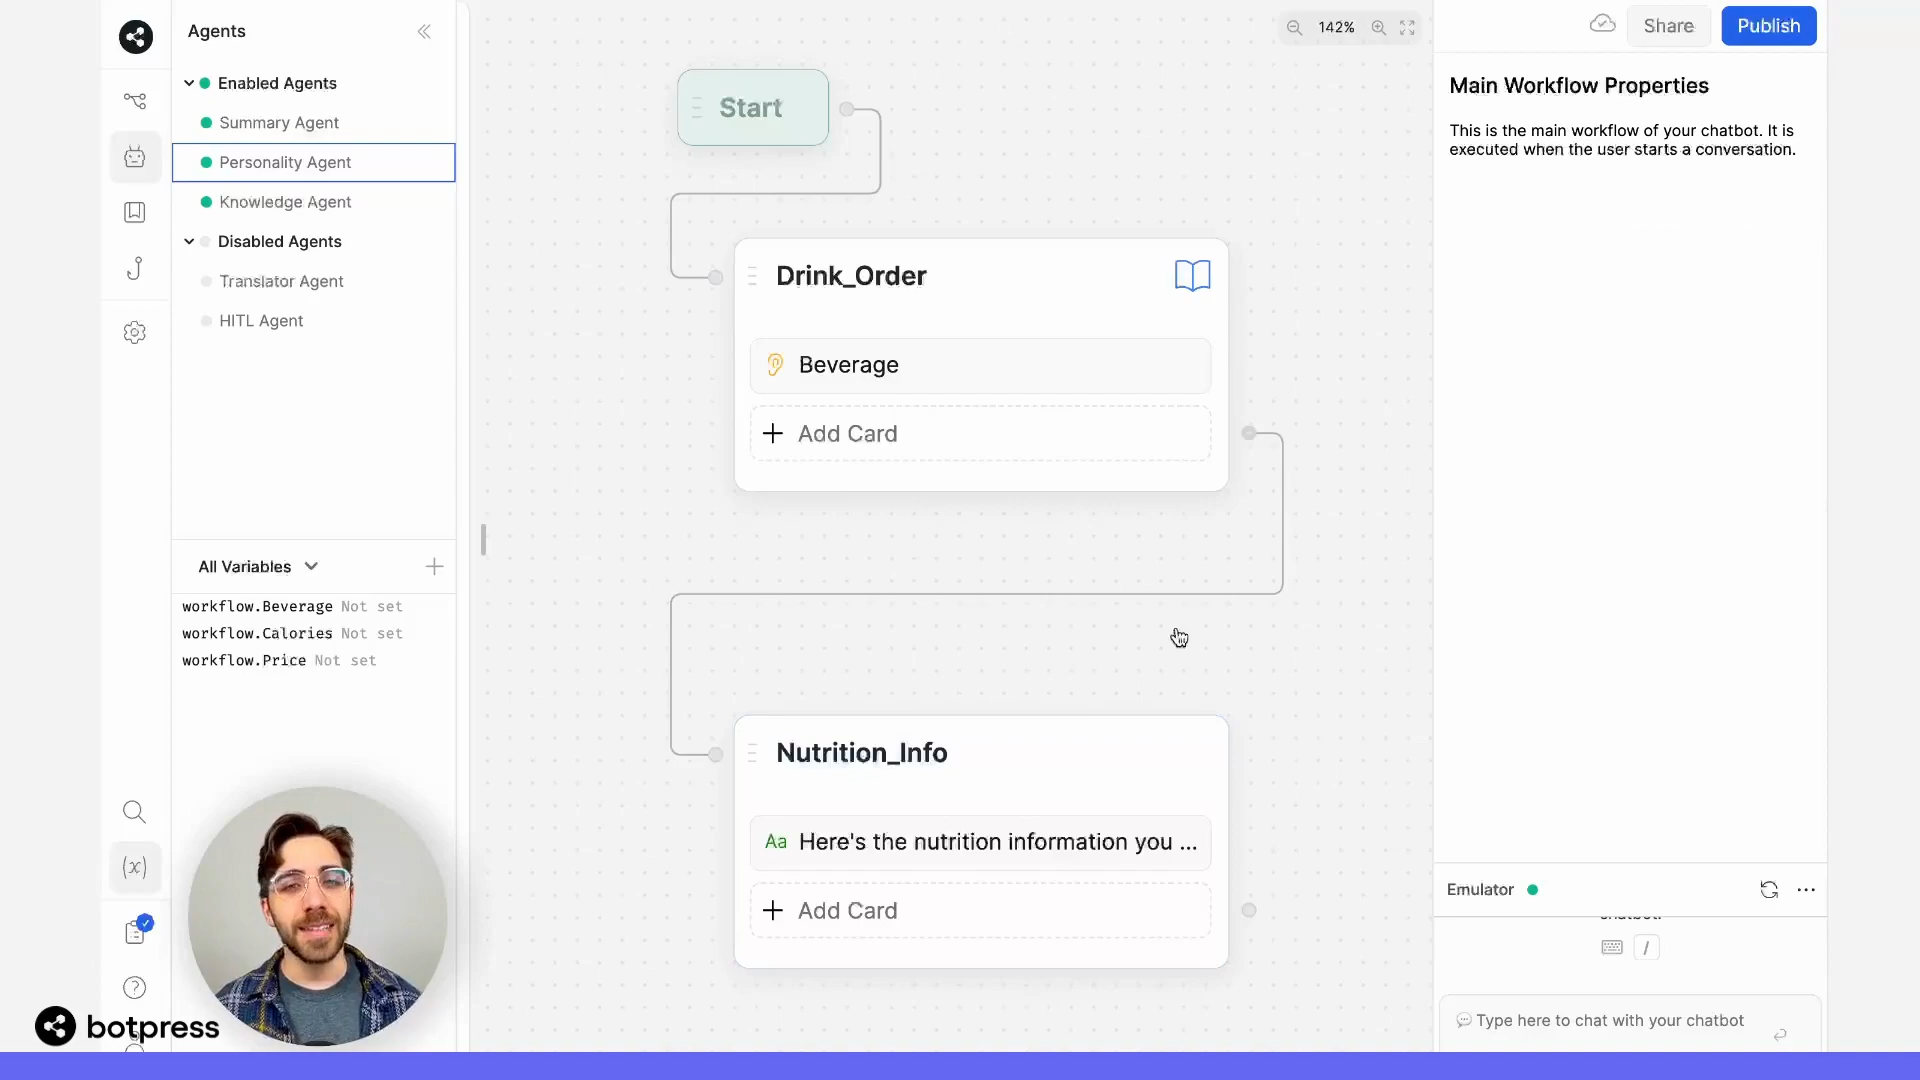 Agents
Enabled Agents
Summary Agent
Personality Agent
Knowledge Agent
Disabled Agents
Translator Agent
HITL Agent
All Variables
workflow.Beverage Not set
workflow.Calories Not set
workflow.Price Not set
(x)
botpress
142%
Start
Drink_Order
Beverage
Add Card
Nutrition_Info
Aa Here's the nutrition information you ...
Add Card
Share
Publish
Main Workflow Properties
This is the main workflow of your chatbot. It is
executed when the user starts a conversation.
Emulator
chatbot.
/
Type here to chat with your chatbot